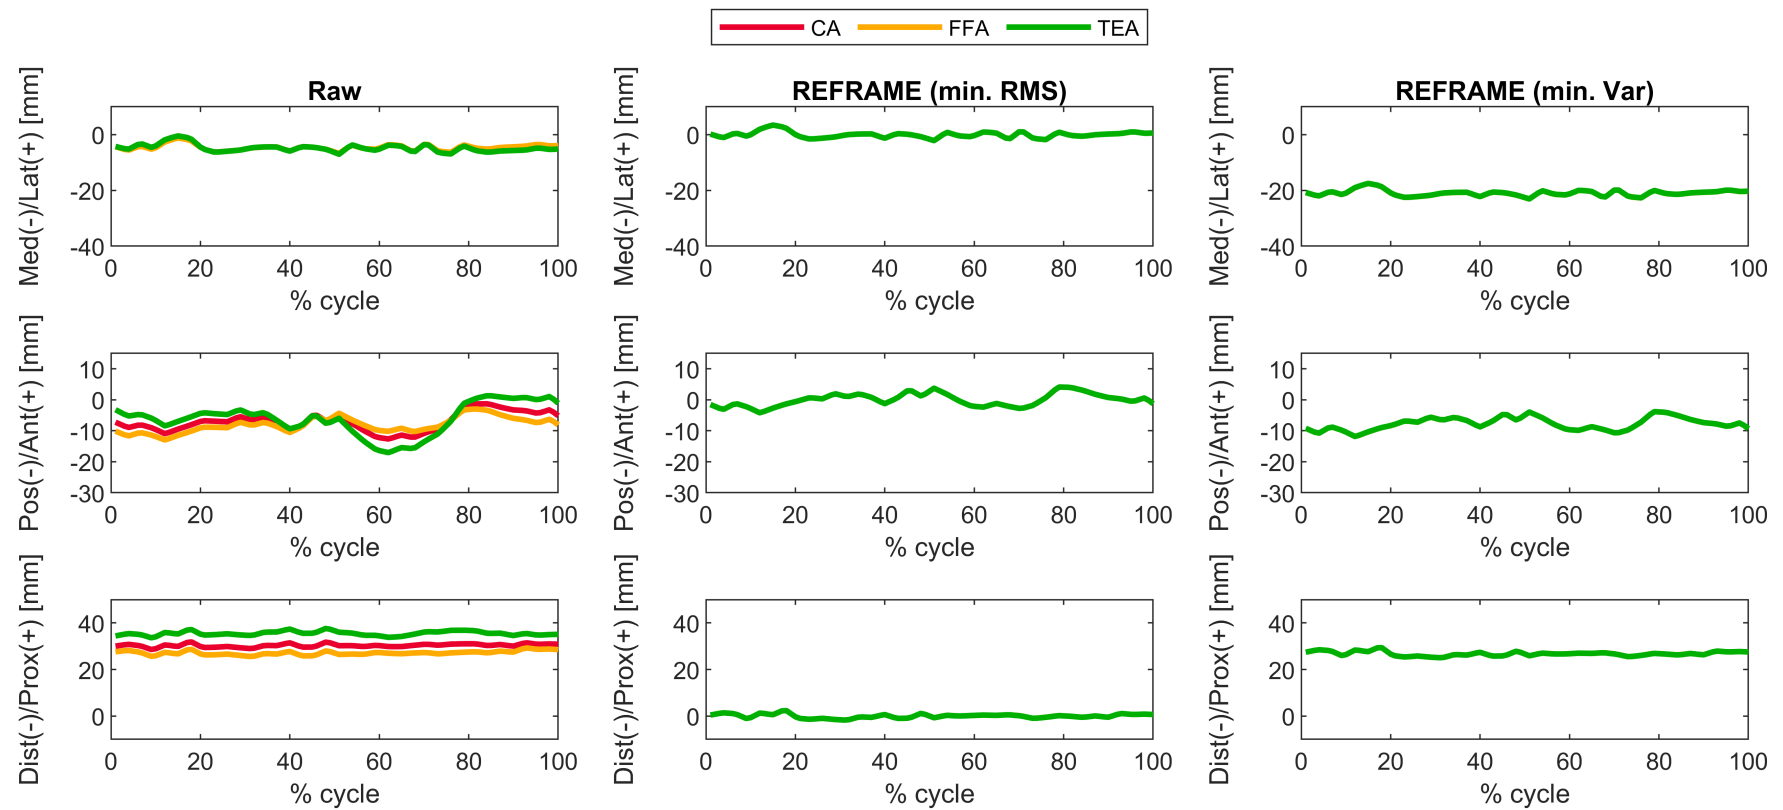 CA FFA TEA
Raw
REFRAME (min. RMS)
REFRAME (min. Var)
Med(-)/Lat(+) [mm]
0
-20
-40
0 20 40 60 80 100
% cycle
Med(-)/Lat(+) [mm]
0
-20
-40
0 20 40 60 80 100
% cycle
Med(-)/Lat(+) [mm]
0
-20
-40
0 20 40 60 80 100
% cycle
Pos(-)/Ant(+) [mm]
10
0
-10
-20
-30
0 20 40 60 80 100
% cycle
Pos(-)/Ant(+) [mm]
10
0
-10
-20
-30
0 20 40 60 80 100
% cycle
Pos(-)/Ant(+) [mm]
10
0
-10
-20
-30
0 20 40 60 80 100
% cycle
Dist(-)/Prox(+) [mm]
40
20
0
0 20 40 60 80 100
% cycle
Dist(-)/Prox(+) [mm]
40
20
0
0 20 40 60 80 100
% cycle
Dist(-)/Prox(+) [mm]
40
20
0
0 20 40 60 80 100
% cycle